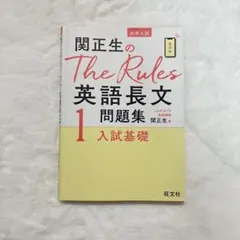 大学入試
関正生の
The Rules
英語長文
問題集
1 入試基礎
関正生 著
旺文社